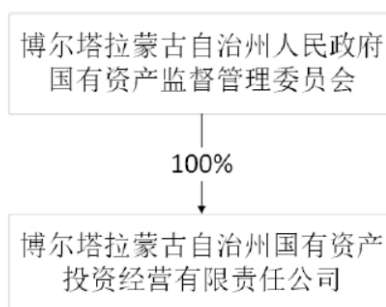 博尔塔拉蒙古自治州人民政府
国有资产监督管理委员会
100%
博尔塔拉蒙古自治州国有资产
投资经营有限责任公司